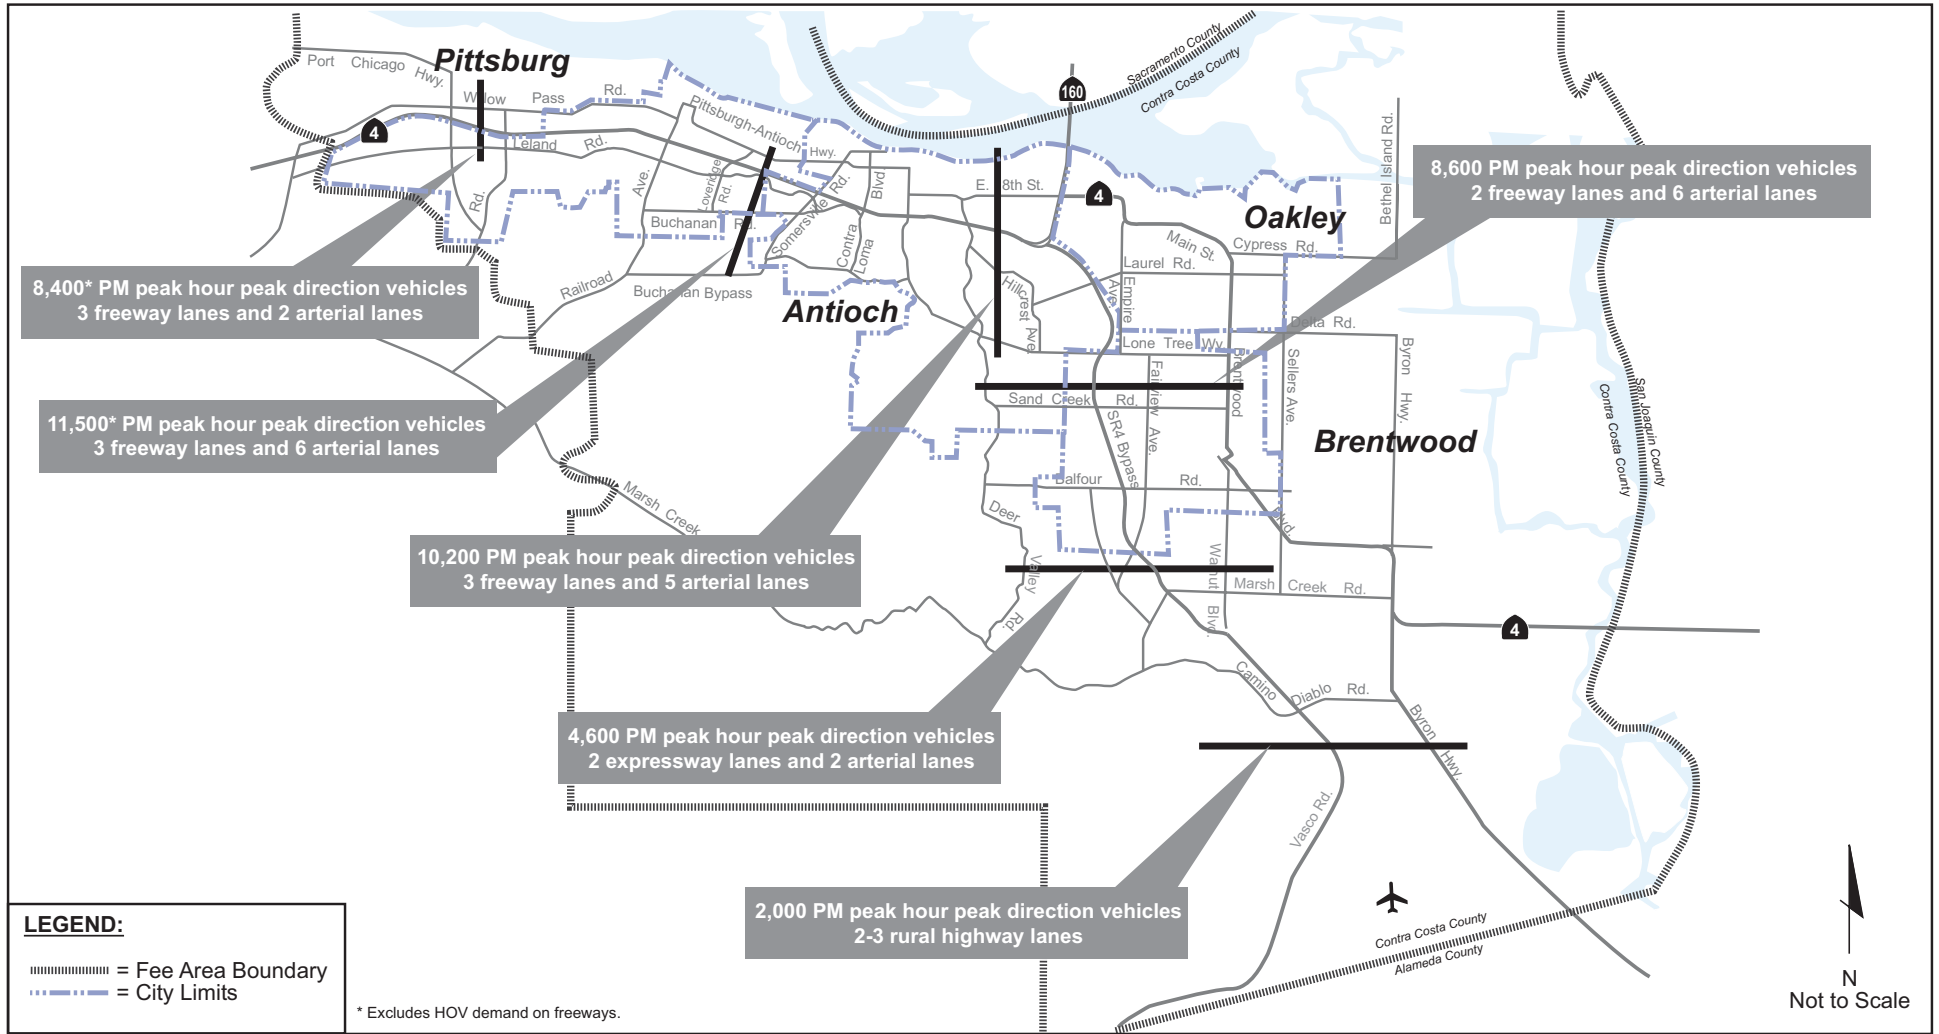 Pittsburg
Port Chicago Hwy.
Willow Pass Rd.
4
Leland Rd.
Rd.
Pittsburgh-Antioch
Hwy.
Loveridge
Rd.
Ave.
Buchanan Rd.
Somersville Rd.
Blvd.
Contra
Loma
Railroad
Buchanan Bypass
Antioch
160
Sacramento County
Contra Costa County
E. 18th St.
4
Oakley
Bethel Island Rd.
Main St.
Cypress Rd.
Laurel Rd.
Empire
Ave.
Hillcrest Ave.
Delta Rd.
Lone Tree Wy.
Brentwood
Sellers Ave.
Byron Hwy.
Fairview Ave.
Sand Creek Rd.
SR4 Bypass
Brentwood
Balfour Rd.
Blvd.
Deer
Valley
Rd.
Walnut Blvd.
Marsh Creek Rd.
Marsh Creek
4
Camino
Diablo Rd.
Byron
Hwy.
Vasco Rd.
San Joaquin County
Contra Costa County
Contra Costa County
Alameda County
8,400* PM peak hour peak direction vehicles
3 freeway lanes and 2 arterial lanes
11,500* PM peak hour peak direction vehicles
3 freeway lanes and 6 arterial lanes
10,200 PM peak hour peak direction vehicles
3 freeway lanes and 5 arterial lanes
8,600 PM peak hour peak direction vehicles
2 freeway lanes and 6 arterial lanes
4,600 PM peak hour peak direction vehicles
2 expressway lanes and 2 arterial lanes
2,000 PM peak hour peak direction vehicles
2-3 rural highway lanes
LEGEND:
= Fee Area Boundary
= City Limits
* Excludes HOV demand on freeways.
N
Not to Scale